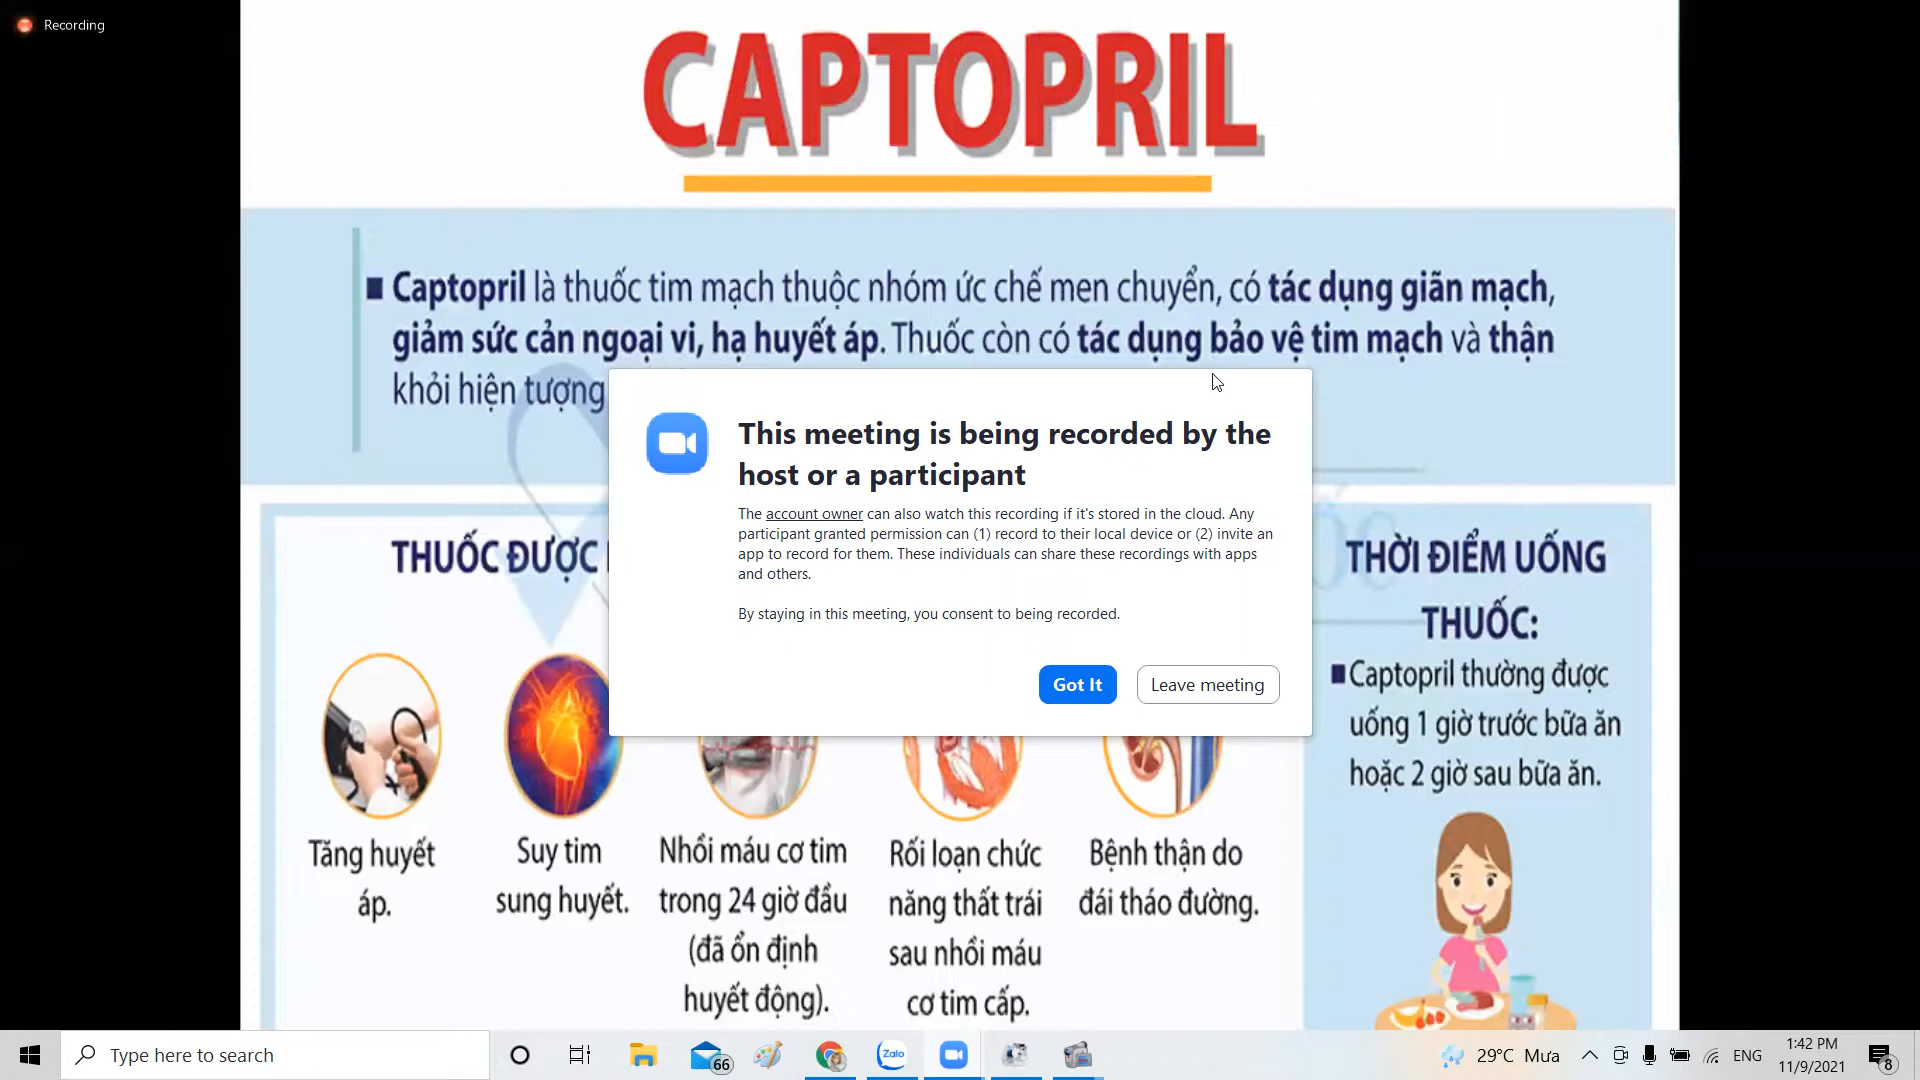 Recording
CAPTOPRIL
■ Captopril là thuốc tim mạch thuộc nhóm ức chế men chuyển, có tác dụng giãn mạch,
giảm sức cản ngoại vi, hạ huyết áp. Thuốc còn có tác dụng bảo vệ tim mạch và thận
khỏi hiện tượng
This meeting is being recorded by the
host or a participant
The account owner can also watch this recording if it's stored in the cloud. Any
participant granted permission can (1) record to their local device or (2) invite an
app to record for them. These individuals can share these recordings with apps
and others.
By staying in this meeting, you consent to being recorded.
Got It
Leave meeting
THUỐC ĐƯỢC
Tăng huyết
áp.
Suy tim
sung huyết.
Nhồi máu cơ tim
trong 24 giờ đầu
(đã ổn định
huyết động).
Rối loạn chức
năng thất trái
sau nhồi máu
cơ tim cấp.
Bệnh thận do
đái tháo đường.
THỜI ĐIỂM UỐNG
THUỐC:
■ Captopril thường được
uống 1 giờ trước bữa ăn
hoặc 2 giờ sau bữa ăn.
Type here to search
66
Zalo
29°C Mưa
ENG
1:42 PM
11/9/2021
8